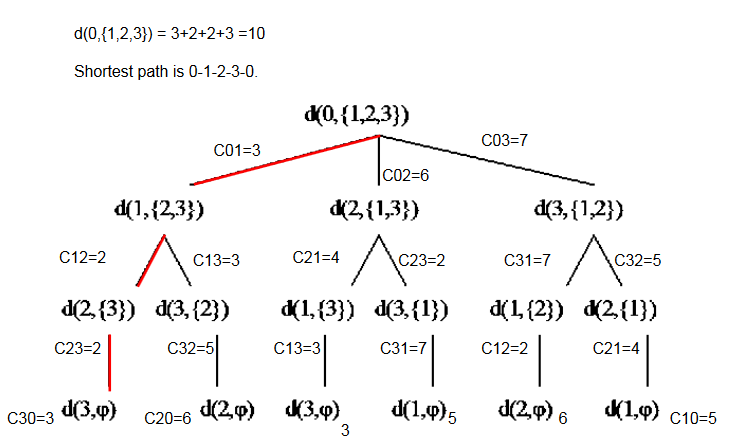 d(0,{1,2,3}) = 3+2+2+3 =10
Shortest path is 0-1-2-3-0.
d(0,{1,2,3})
C01=3 C02=6 C03=7
d(1,{2,3}) d(2,{1,3}) d(3,{1,2})
C12=2 C13=3 C21=4 C23=2 C31=7 C32=5
d(2,{3}) d(3,{2}) d(1,{3}) d(3,{1}) d(1,{2}) d(2,{1})
C23=2 C32=5 C13=3 C31=7 C12=2 C21=4
C30=3 d(3,φ) C20=6 d(2,φ) d(3,φ) 3 d(1,φ) 5 d(2,φ) 6 d(1,φ) C10=5